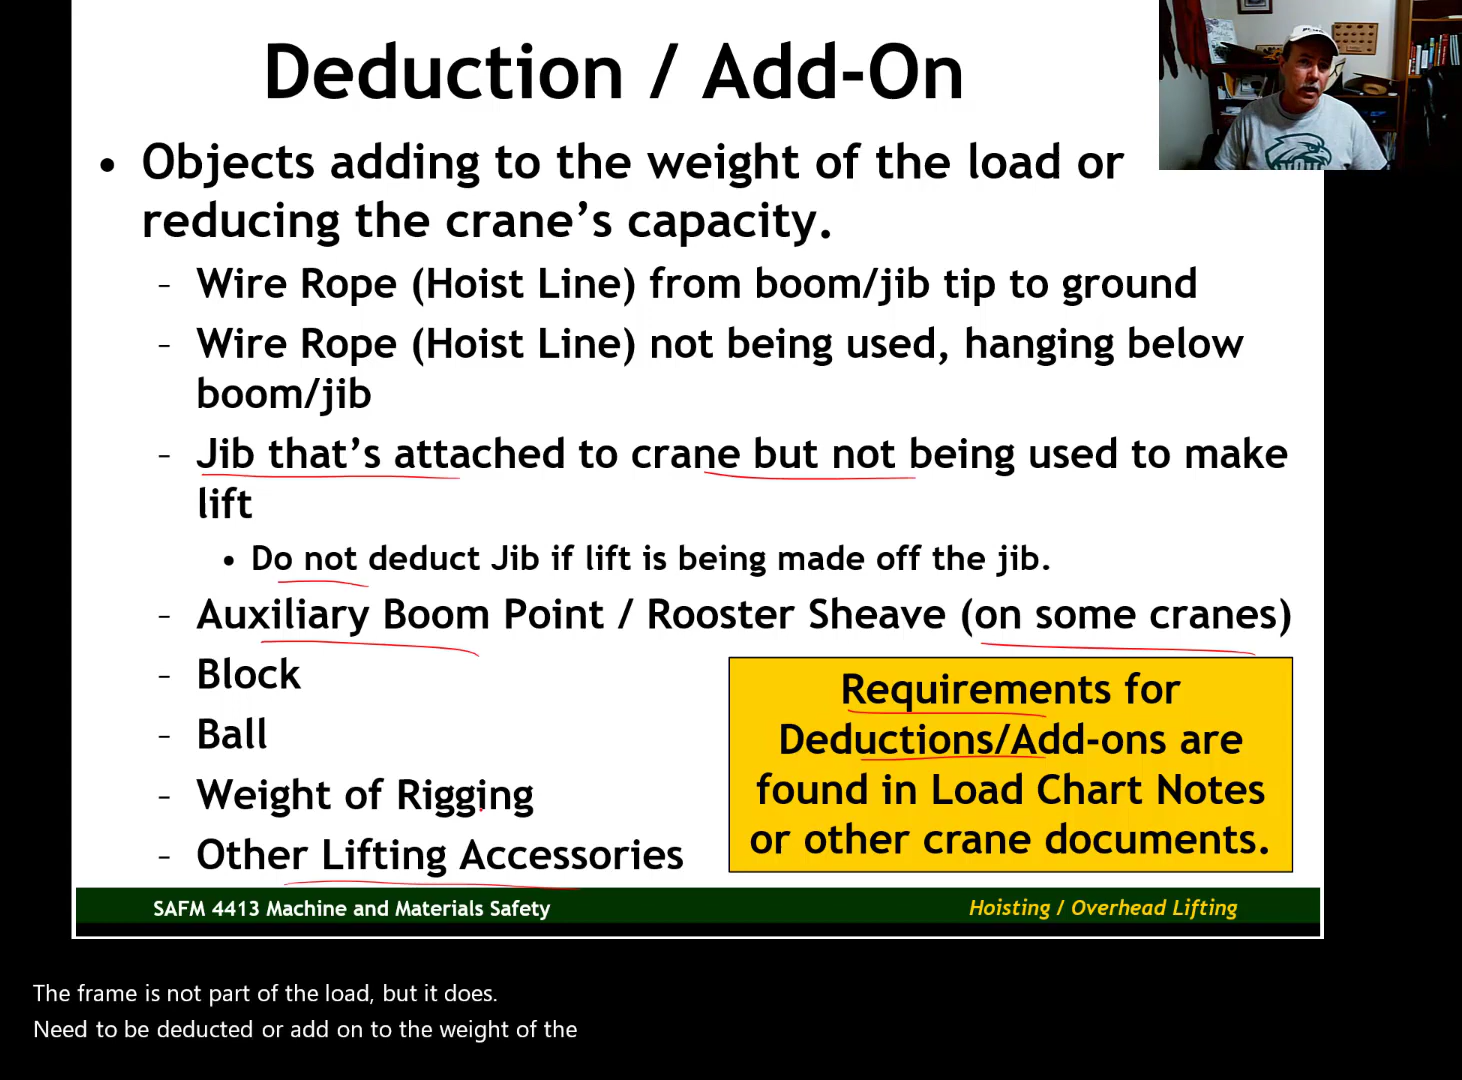 Deduction / Add-On
• Objects adding to the weight of the load or
reducing the crane’s capacity.
– Wire Rope (Hoist Line) from boom/jib tip to ground
– Wire Rope (Hoist Line) not being used, hanging below
boom/jib
– Jib that’s attached to crane but not being used to make
lift
• Do not deduct Jib if lift is being made off the jib.
– Auxiliary Boom Point / Rooster Sheave (on some cranes)
– Block
– Ball
– Weight of Rigging
– Other Lifting Accessories
Requirements for
Deductions/Add-ons are
found in Load Chart Notes
or other crane documents.
SAFM 4413 Machine and Materials Safety
Hoisting / Overhead Lifting
The frame is not part of the load, but it does.
Need to be deducted or add on to the weight of the